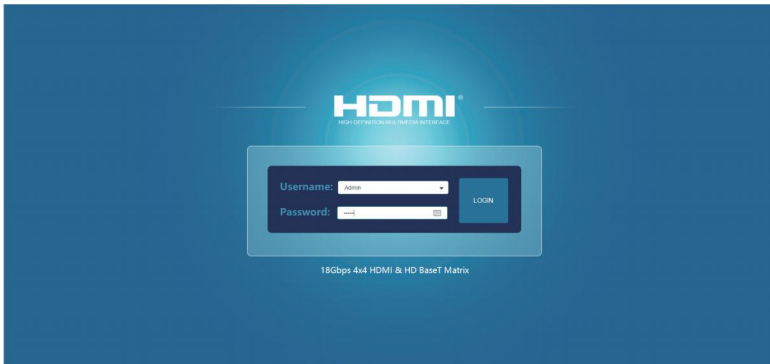 HDMI®
HIGH-DEFINITION MULTIMEDIA INTERFACE
Username: Admin
Password:
LOGIN
18Gbps 4x4 HDMI & HD BaseT Matrix